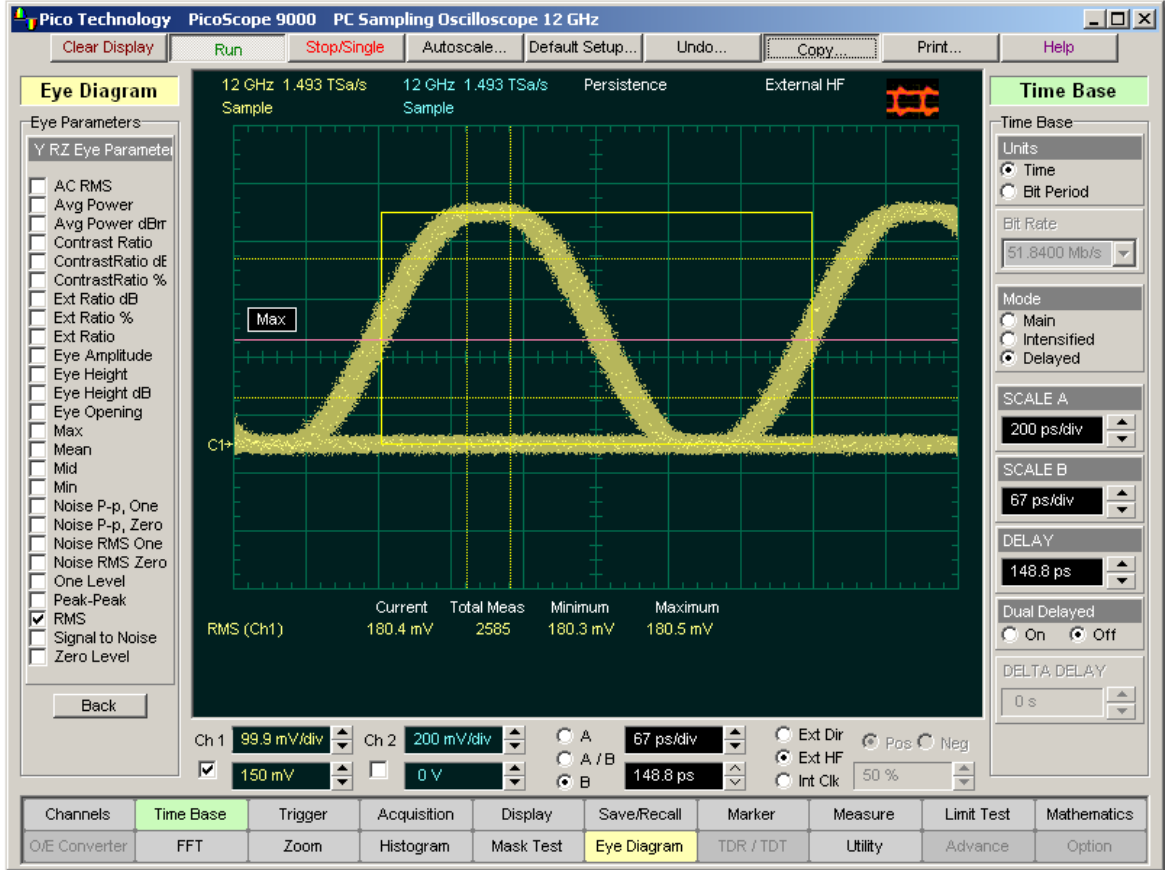 Pico Technology PicoScope 9000 PC Sampling Oscilloscope 12 GHz
Clear Display Run Stop/Single Autoscale... Default Setup... Undo... Copy... Print... Help
Eye Diagram
Eye Parameters
Y RZ Eye Parameter
AC RMS
Avg Power
Avg Power dBm
Contrast Ratio
ContrastRatio dE
ContrastRatio %
Ext Ratio dB
Ext Ratio %
Ext Ratio
Eye Amplitude
Eye Height
Eye Height dB
Eye Opening
Max
Mean
Mid
Min
Noise P-p, One
Noise P-p, Zero
Noise RMS One
Noise RMS Zero
One Level
Peak-Peak
RMS
Signal to Noise
Zero Level
Back
12 GHz 1.493 TSa/s 12 GHz 1.493 TSa/s Persistence External HF
Sample Sample
Max
C1
Current Total Meas Minimum Maximum
RMS (Ch1) 180.4 mV 2585 180.3 mV 180.5 mV
Time Base
Time Base
Units
Time
Bit Period
Bit Rate
51.8400 Mb/s
Mode
Main
Intensified
Delayed
SCALE A
200 ps/div
SCALE B
67 ps/div
DELAY
148.8 ps
Dual Delayed
On Off
DELTA DELAY
0 s
Ch 1 99.9 mV/div Ch 2 200 mV/div A 67 ps/div Ext Dir Pos Neg
A / B Ext HF
150 mV 0 V B 148.8 ps Int Clk 50 %
Channels Time Base Trigger Acquisition Display Save/Recall Marker Measure Limit Test Mathematics
O/E Converter FFT Zoom Histogram Mask Test Eye Diagram TDR / TDT Utility Advance Option